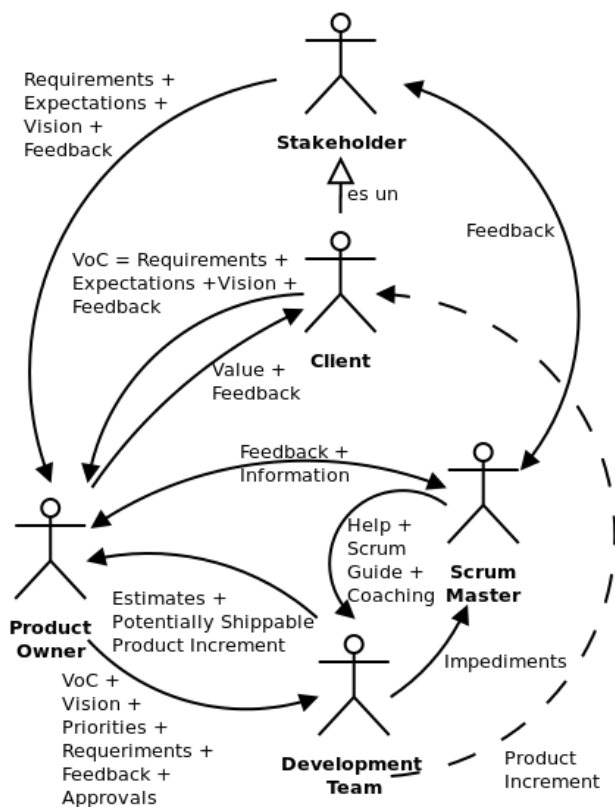 Requirements +
Expectations +
Vision +
Feedback
Stakeholder
es un
Feedback
VoC = Requirements +
Expectations +Vision +
Feedback
Client
Value +
Feedback
Feedback +
Information
Help +
Scrum
Guide +
Coaching
Scrum
Master
Product
Owner
Estimates +
Potentially Shippable
Product Increment
Impediments
VoC +
Vision +
Priorities +
Requeriments +
Feedback +
Approvals
Development
Team
Product
Increment